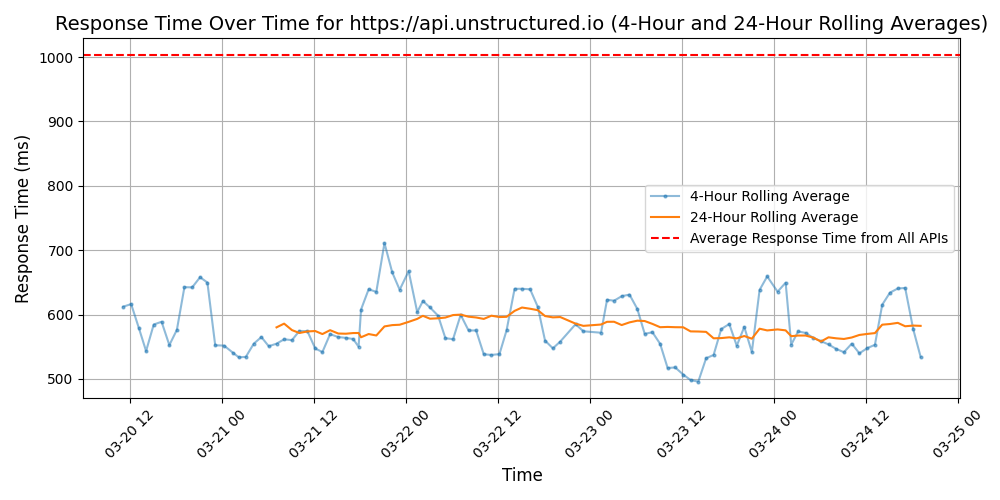 Response Time Over Time for https://api.unstructured.io (4-Hour and 24-Hour Rolling Averages)
Response Time (ms)
1000
900
800
700
600
500
4-Hour Rolling Average
24-Hour Rolling Average
Average Response Time from All APIs
03-20 12
03-21 00
03-21 12
03-22 00
03-22 12
03-23 00
03-23 12
03-24 00
03-24 12
03-25 00
Time